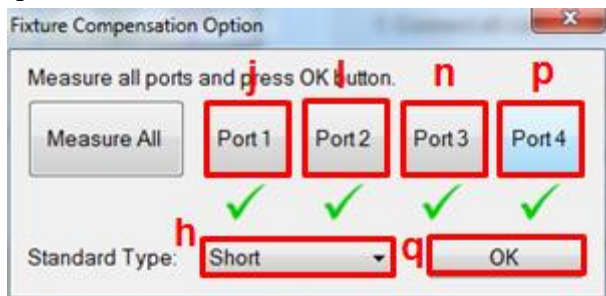 Fixture Compensation Option
x
Measure all ports and press OK button.
j l n p
Measure All Port 1 Port 2 Port 3 Port 4
h
Standard Type: Short q OK